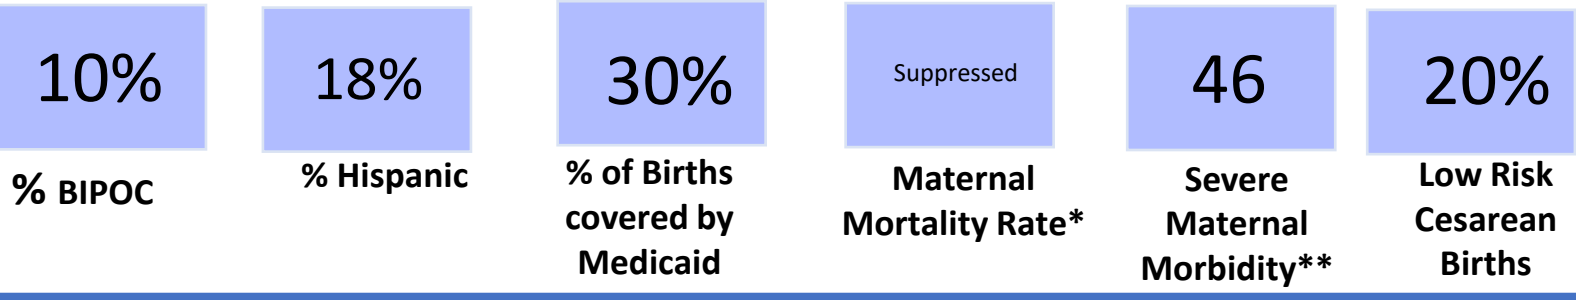 10%
18%
30%
Suppressed
46
20%
% BIPOC
% Hispanic
% of Births
covered by
Medicaid
Maternal
Mortality Rate*
Severe
Maternal
Morbidity**
Low Risk
Cesarean
Births